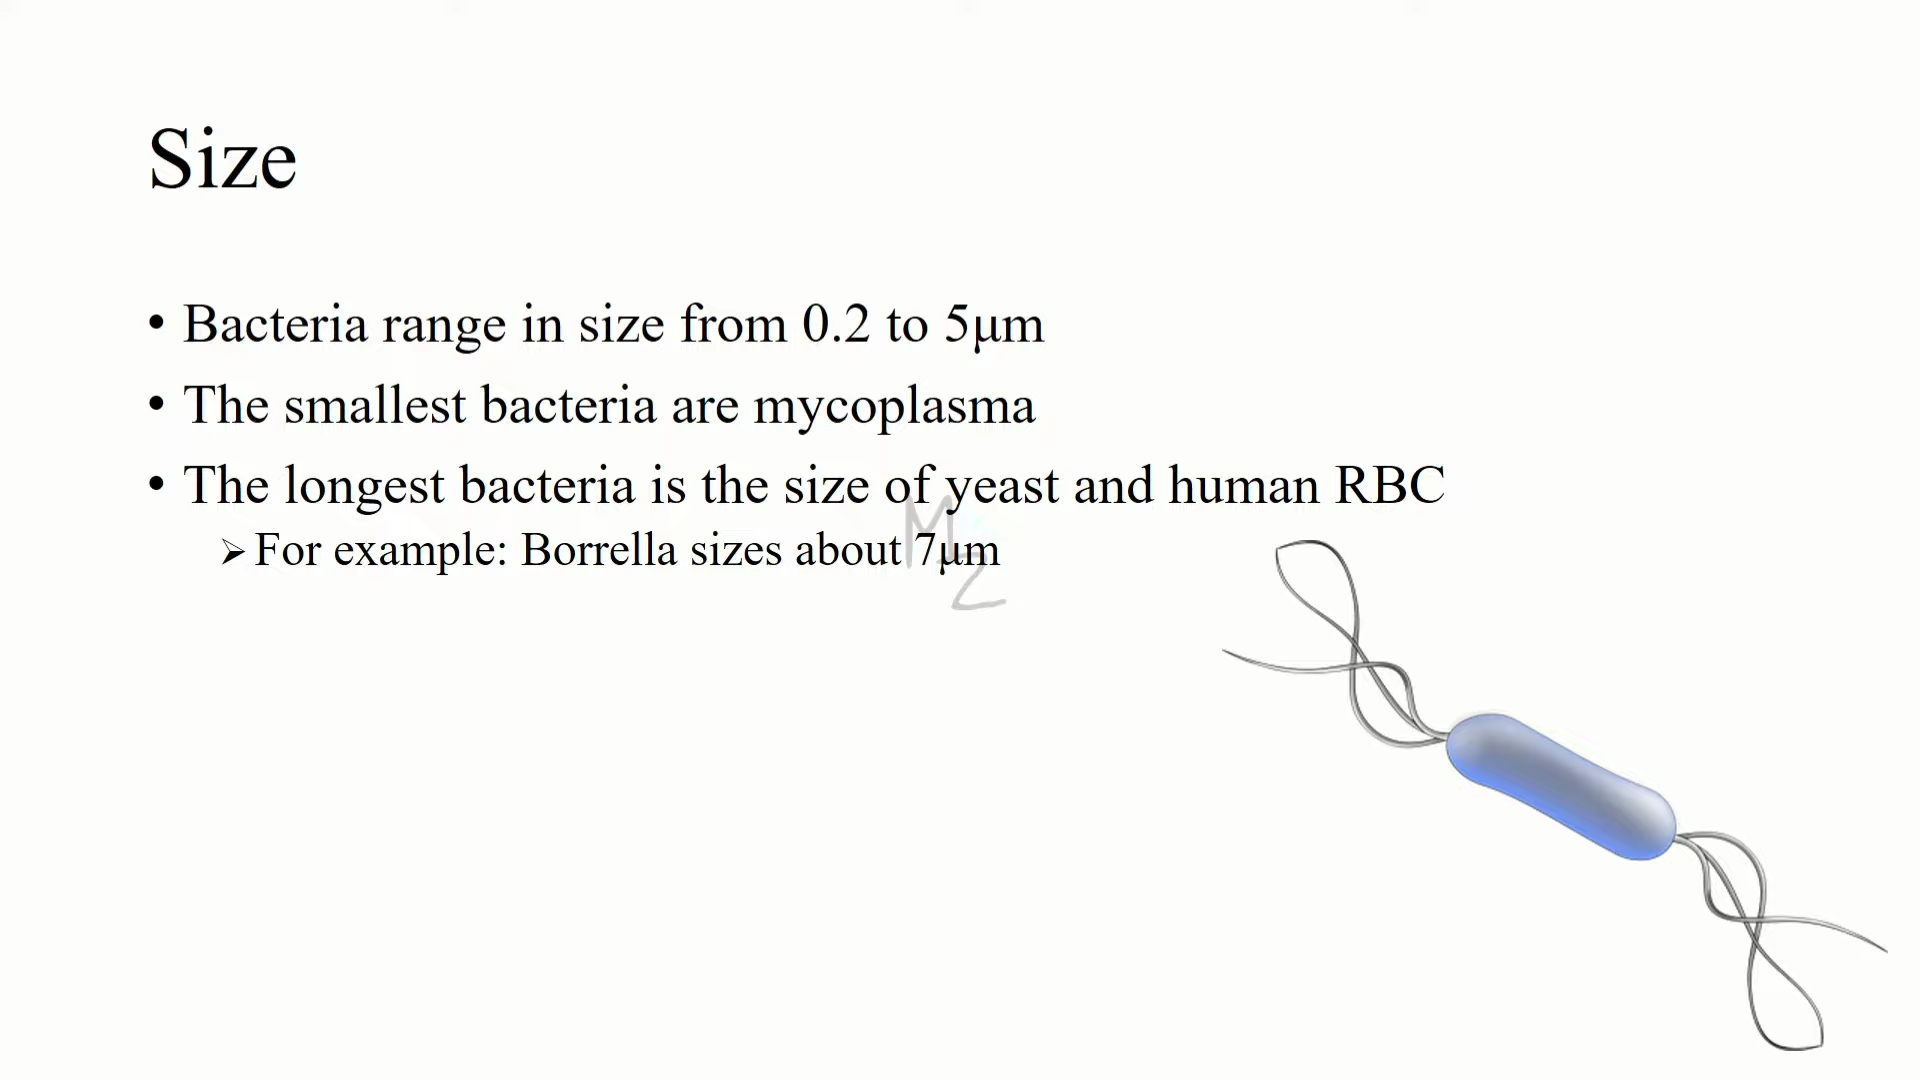 Size
• Bacteria range in size from 0.2 to 5μm
• The smallest bacteria are mycoplasma
• The longest bacteria is the size of yeast and human RBC
➢ For example: Borrella sizes about 7μm
MZ